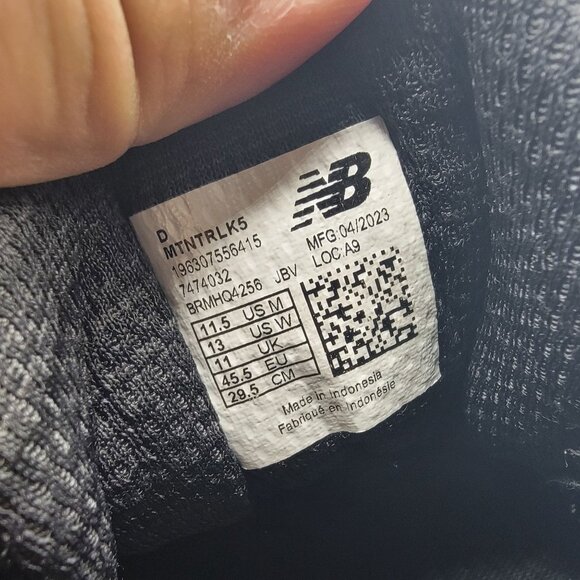 NB
D
MTNTRLK5
196307556415
7474032
BRMHQ4256 JBV
MFG:04/2023
LOC:A9
11.5 US M
13 US W
11 UK
45.5 EU
29.5 CM
Made in Indonesia
Fabriqué en Indonésie